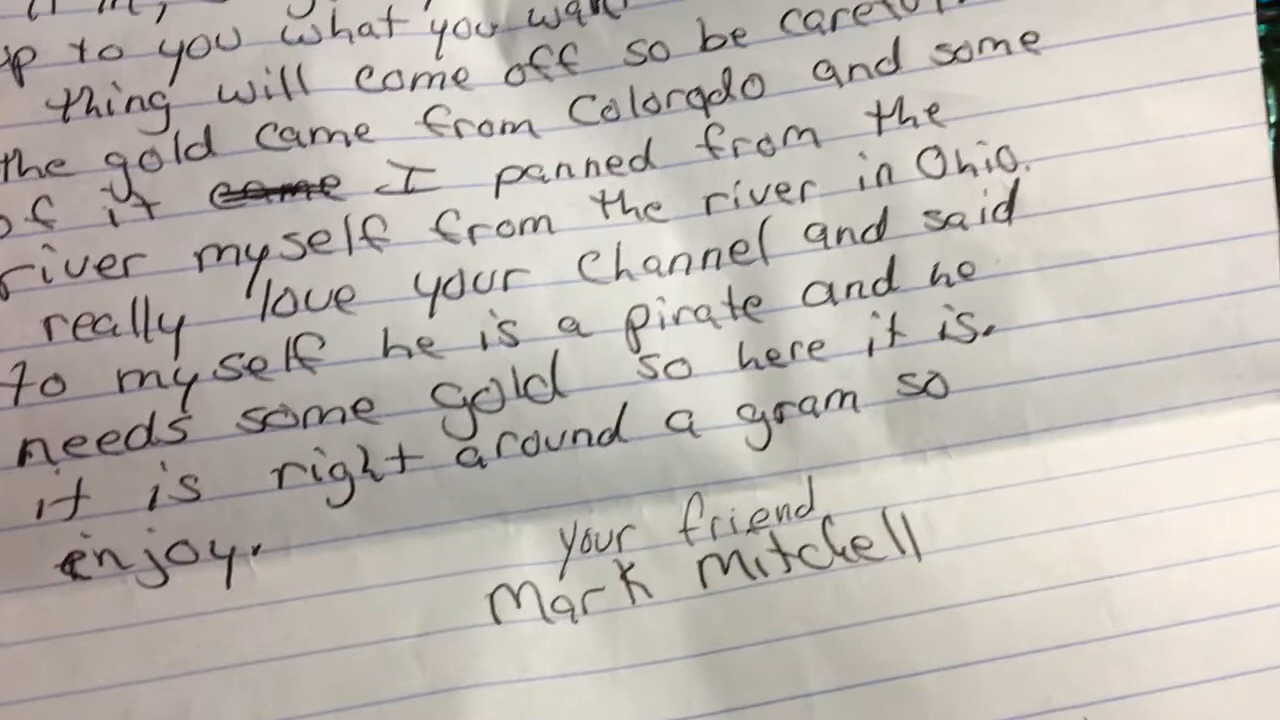 up to you what you want
thing will come off so be careful
the gold came from Colorado and some
of it came I panned from the
river myself from the river in Ohio.
really love your channel and said
to myself he is a pirate and he
needs some gold so here it is.
it is right around a gram so
enjoy.
your friend
Mark Mitchell